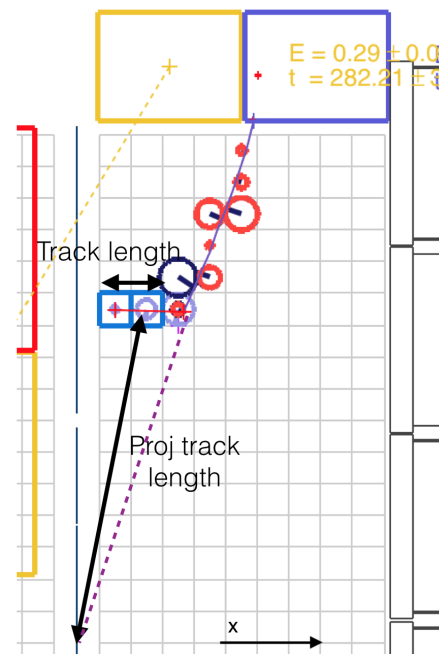 E = 0.29 ± 0.0
t = 282.21 ± 3
Track length
Proj track
length
x